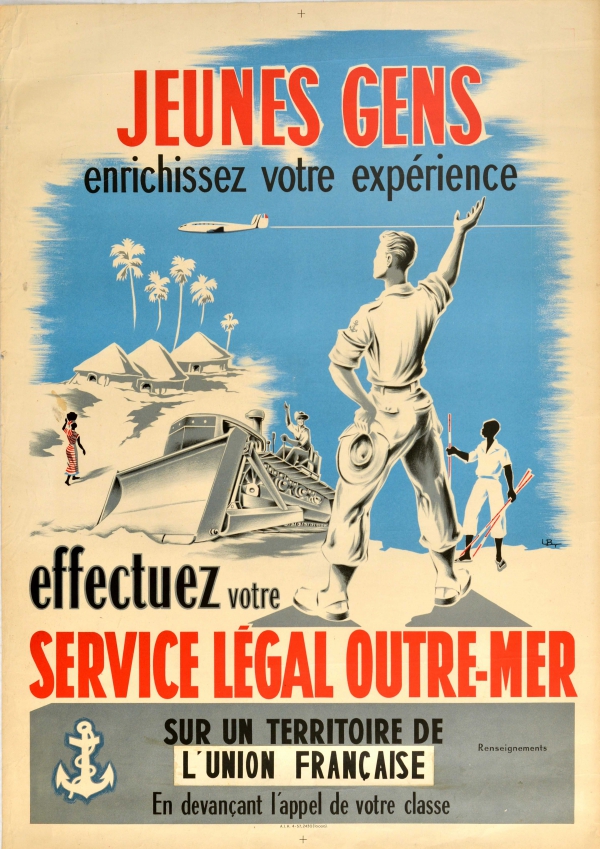 JEUNES GENS
enrichissez votre expérience
effectuez votre
SERVICE LÉGAL OUTRE-MER
SUR UN TERRITOIRE DE
L'UNION FRANÇAISE
Renseignements
En devançant l'appel de votre classe